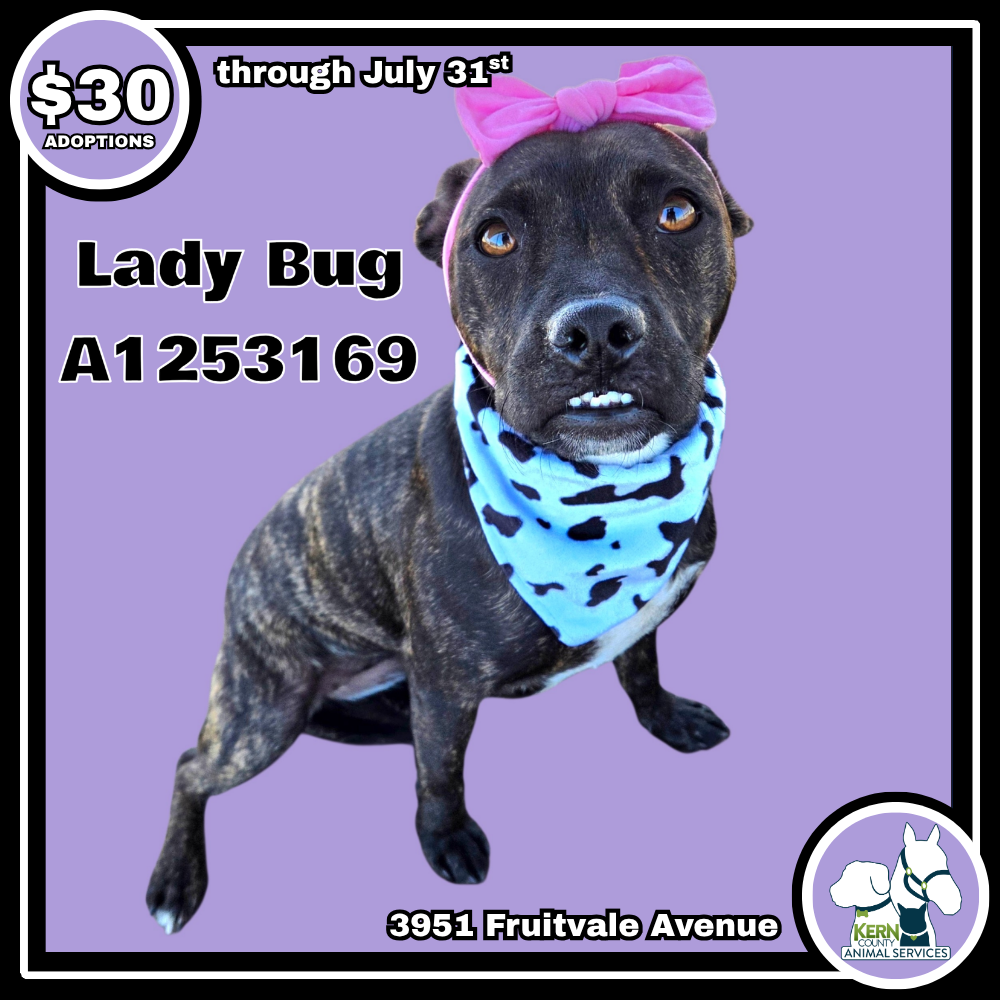 $30
ADOPTIONS
through July 31st
Lady Bug
A1253169
3951 Fruitvale Avenue
KERN
COUNTY
ANIMAL SERVICES